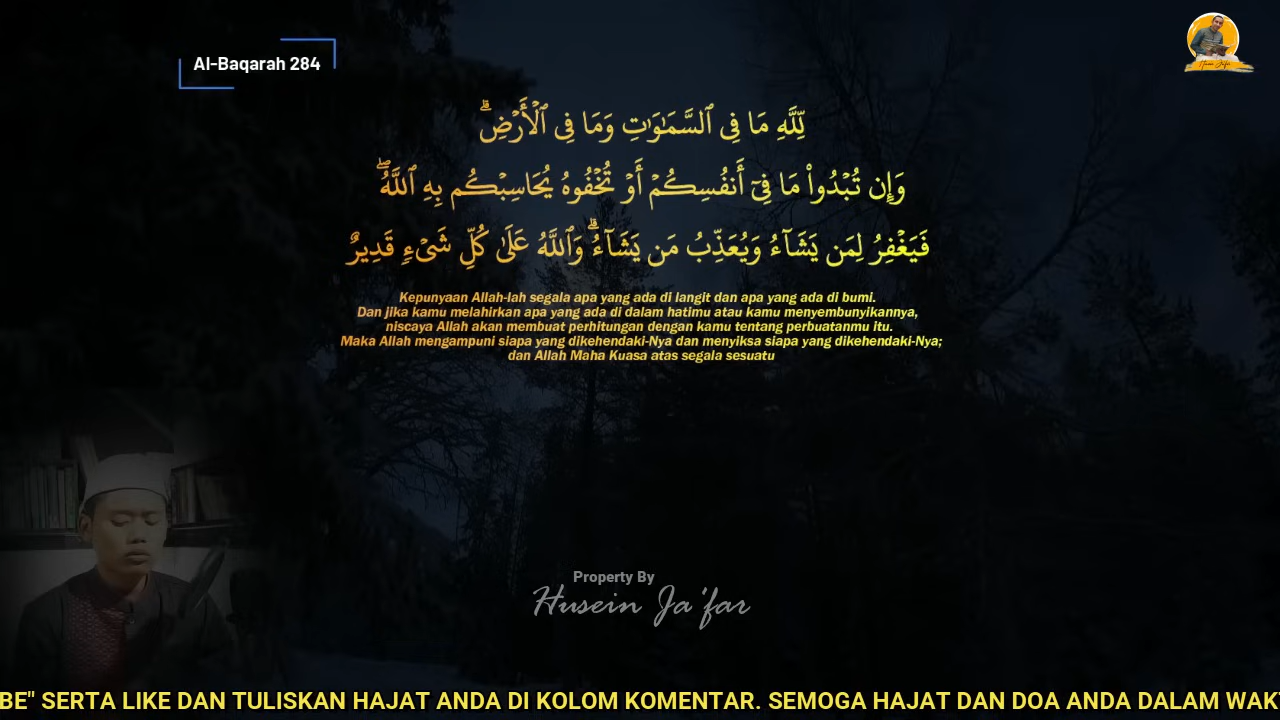 Al-Baqarah 284
لِّلَّهِ مَا فِى ٱلسَّمَٰوَٰتِ وَمَا فِى ٱلْأَرْضِ ۗ
وَإِن تُبْدُوا۟ مَا فِىٓ أَنفُسِكُمْ أَوْ تُخْفُوهُ يُحَاسِبْكُم بِهِ ٱللَّهُ ۖ
فَيَغْفِرُ لِمَن يَشَآءُ وَيُعَذِّبُ مَن يَشَآءُ ۗ وَٱللَّهُ عَلَىٰ كُلِّ شَىْءٍ قَدِيرٌ
Kepunyaan Allah-lah segala apa yang ada di langit dan apa yang ada di bumi.
Dan jika kamu melahirkan apa yang ada di dalam hatimu atau kamu menyembunyikannya,
niscaya Allah akan membuat perhitungan dengan kamu tentang perbuatanmu itu.
Maka Allah mengampuni siapa yang dikehendaki-Nya dan menyiksa siapa yang dikehendaki-Nya;
dan Allah Maha Kuasa atas segala sesuatu
Property By
Husein Ja'far
BE" SERTA LIKE DAN TULISKAN HAJAT ANDA DI KOLOM KOMENTAR. SEMOGA HAJAT DAN DOA ANDA DALAM WAK